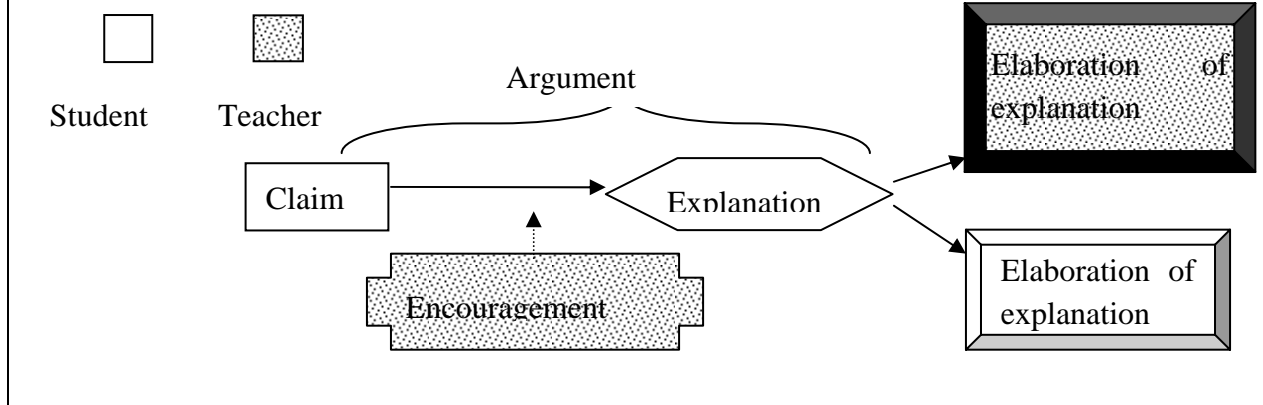 Student
Teacher
Argument
Claim
Explanation
Encouragement
Elaboration of
explanation
Elaboration of
explanation